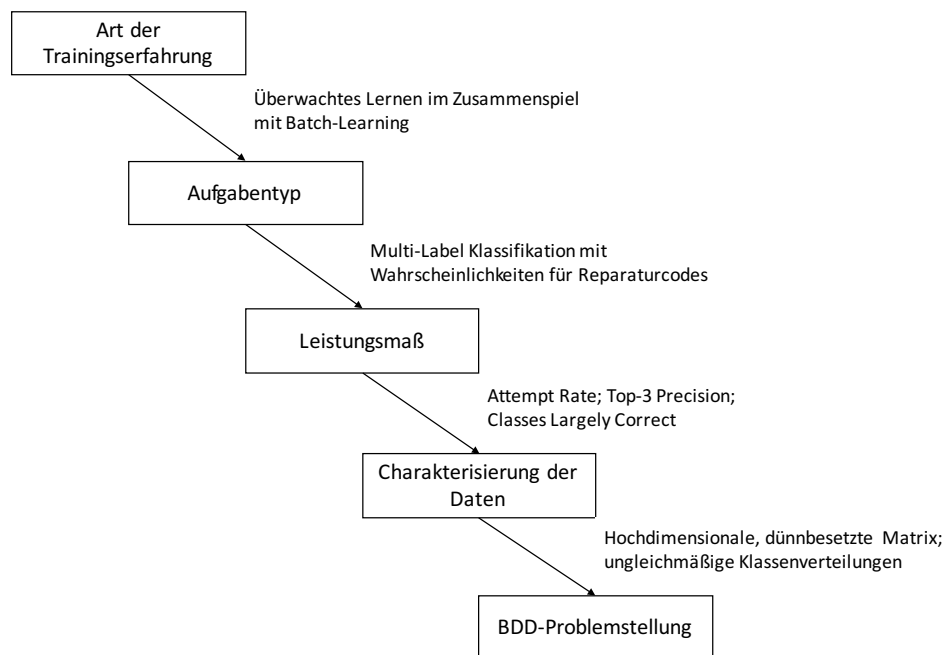 Art der
Trainingserfahrung
Überwachtes Lernen im Zusammenspiel
mit Batch-Learning
Aufgabentyp
Multi-Label Klassifikation mit
Wahrscheinlichkeiten für Reparaturcodes
Leistungsmaß
Attempt Rate; Top-3 Precision;
Classes Largely Correct
Charakterisierung der
Daten
Hochdimensionale, dünnbesetzte Matrix;
ungleichmäßige Klassenverteilungen
BDD-Problemstellung